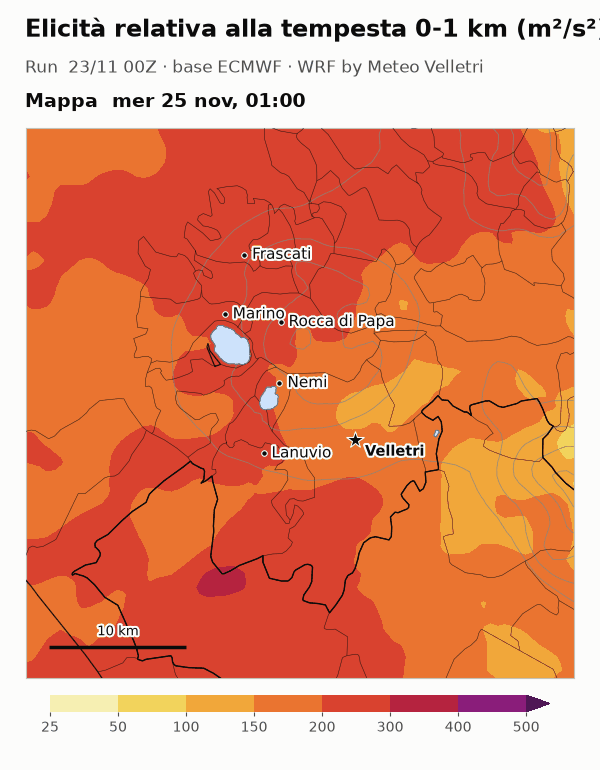 Elicità relativa alla tempesta 0-1 km (m²/s²)
Run  23/11 00Z · base ECMWF · WRF by Meteo Velletri
Mappa  mer 25 nov, 01:00
Frascati
Marino
Rocca di Papa
Nemi
Velletri
Lanuvio
10 km
25 50 100 150 200 300 400 500